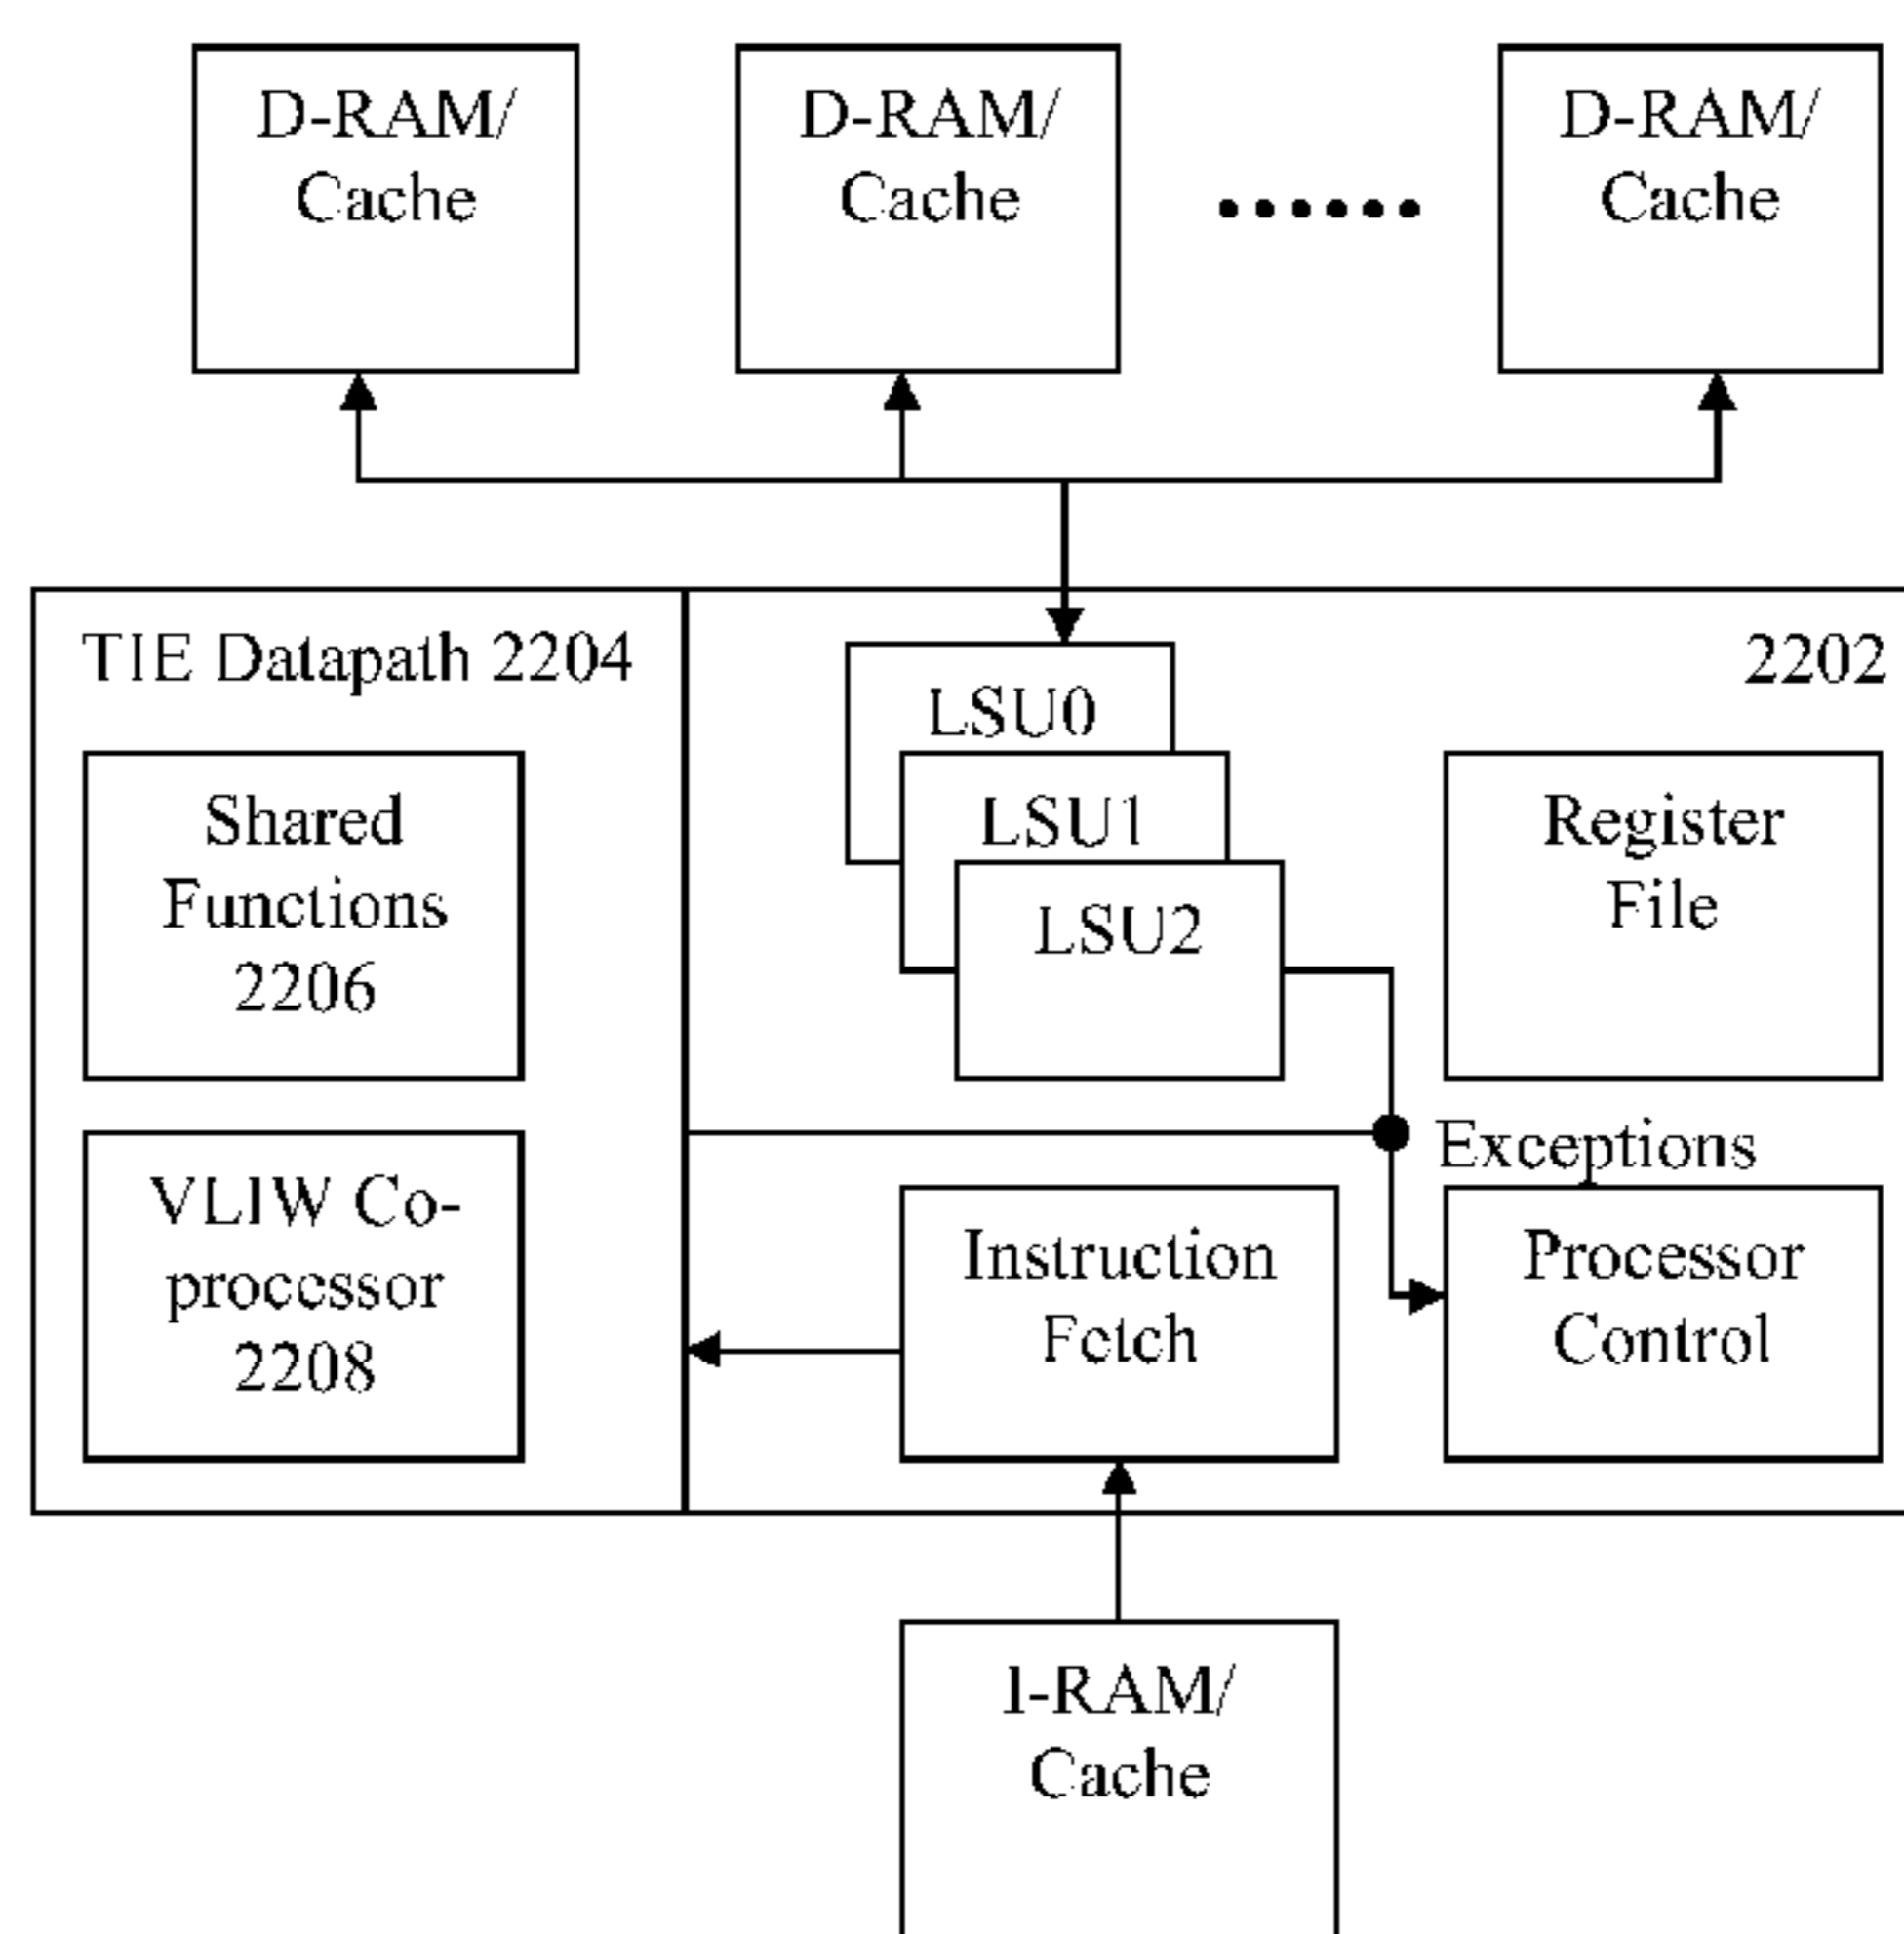 D-RAM/
Cache
D-RAM/
Cache
......
D-RAM/
Cache
TIE Datapath 2204
2202
Shared
Functions
2206
VLIW Co-
processor
2208
LSU0
LSU1
LSU2
Register
File
Exceptions
Instruction
Fetch
Processor
Control
I-RAM/
Cache